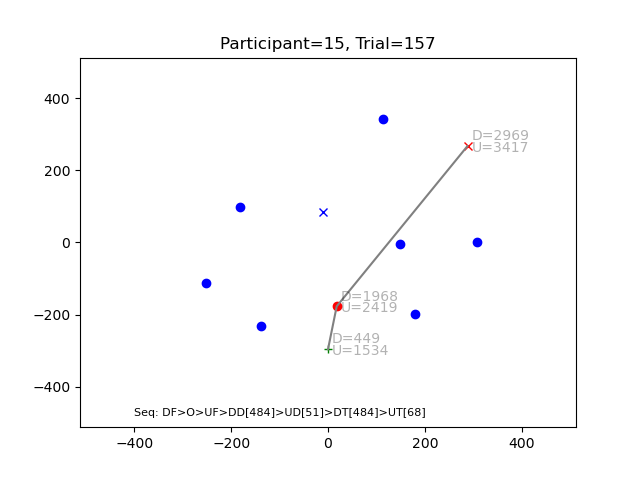 Participant=15, Trial=157
400
200
0
−200
−400
D=2969
U=3417
D=1968
U=2419
D=449
U=1534
Seq: DF>O>UF>DD[484]>UD[51]>DT[484]>UT[68]
−400 −200 0 200 400